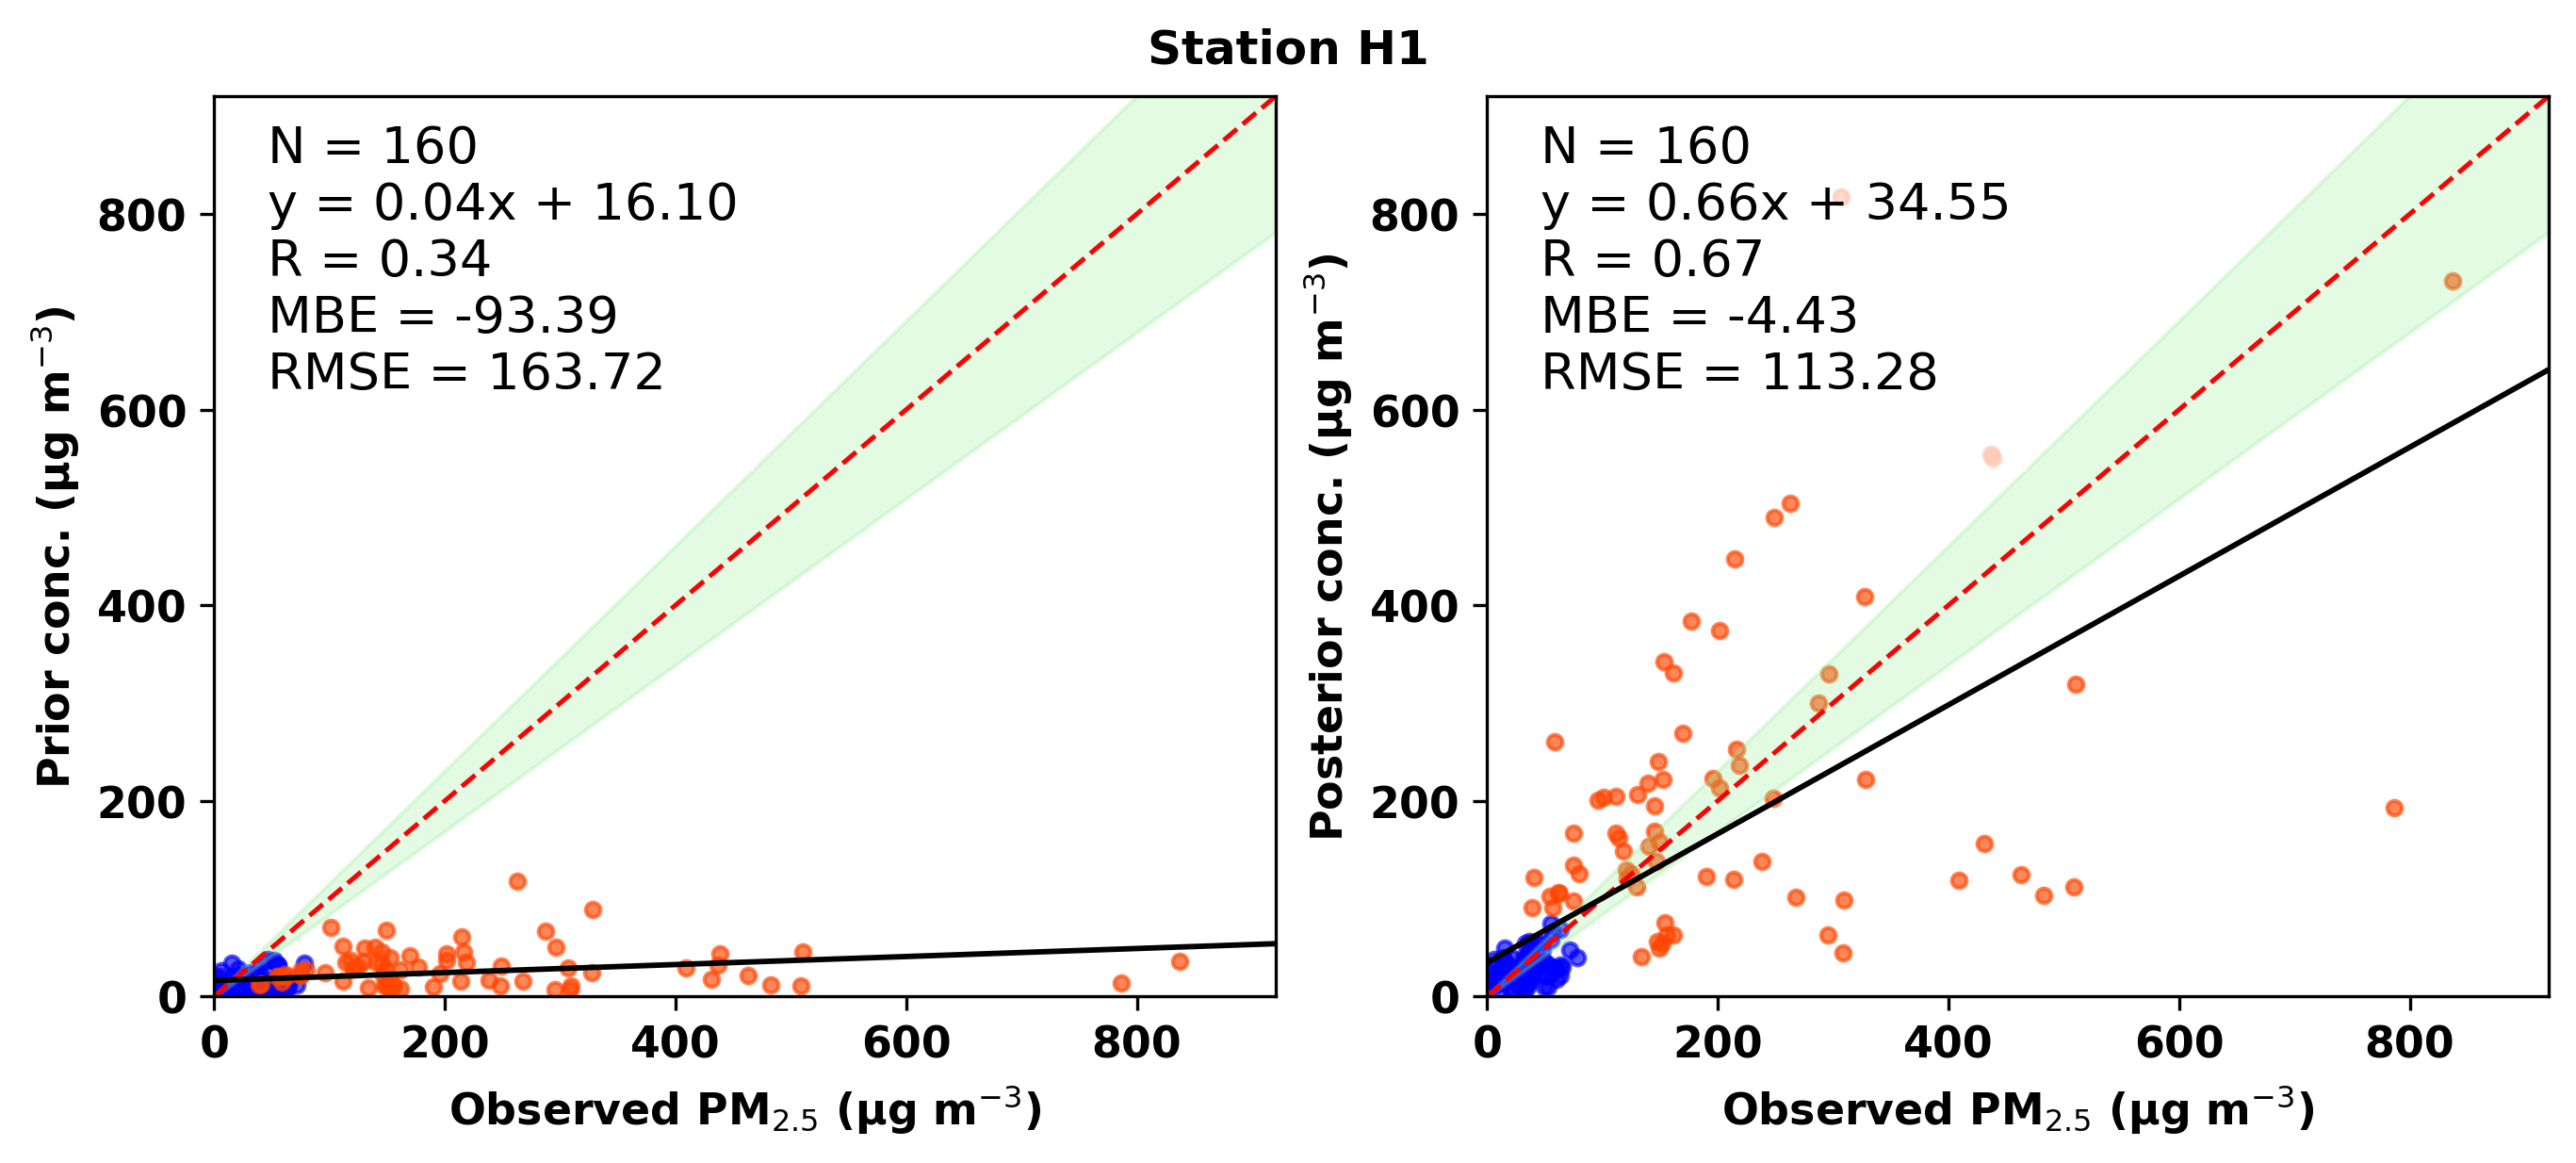 Station H1
N = 160
y = 0.04x + 16.10
R = 0.34
MBE = -93.39
RMSE = 163.72
Prior conc. (µg m⁻³)
800
600
400
200
0
0 200 400 600 800
Observed PM₂.₅ (µg m⁻³)
N = 160
y = 0.66x + 34.55
R = 0.67
MBE = -4.43
RMSE = 113.28
Posterior conc. (µg m⁻³)
800
600
400
200
0
0 200 400 600 800
Observed PM₂.₅ (µg m⁻³)